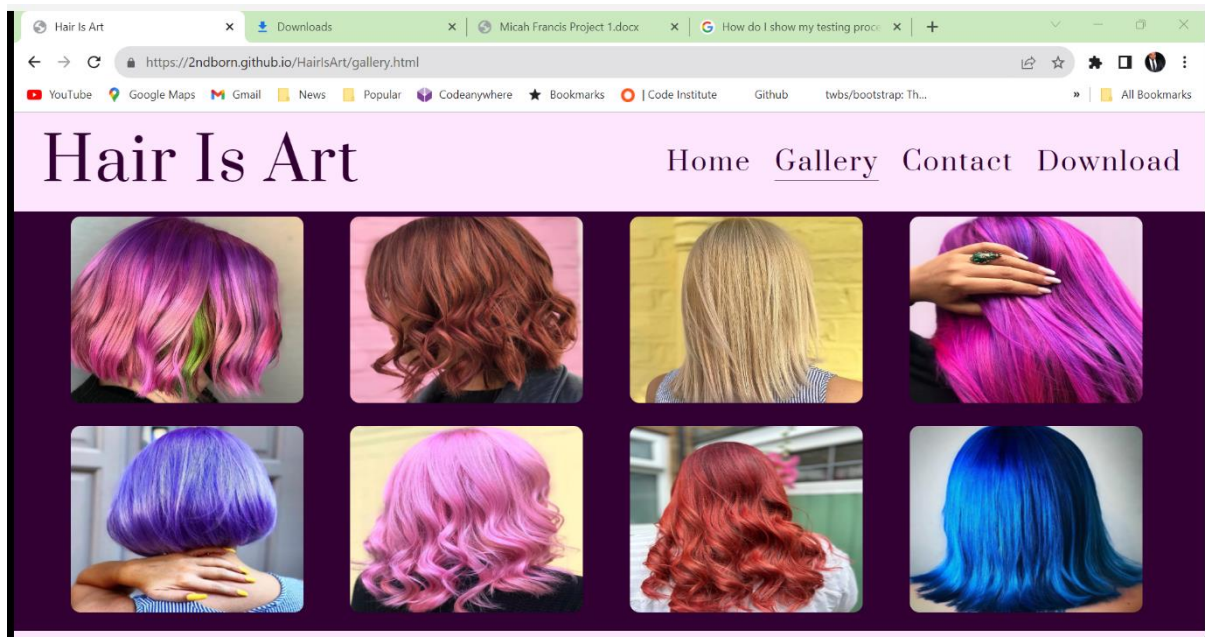 Hair Is Art
Downloads
Micah Francis Project 1.docx
How do I show my testing proce
https://2ndborn.github.io/HairIsArt/gallery.html
YouTube Google Maps Gmail News Popular Codeanywhere Bookmarks | Code Institute Github twbs/bootstrap: Th... » All Bookmarks
Hair Is Art
Home Gallery Contact Download